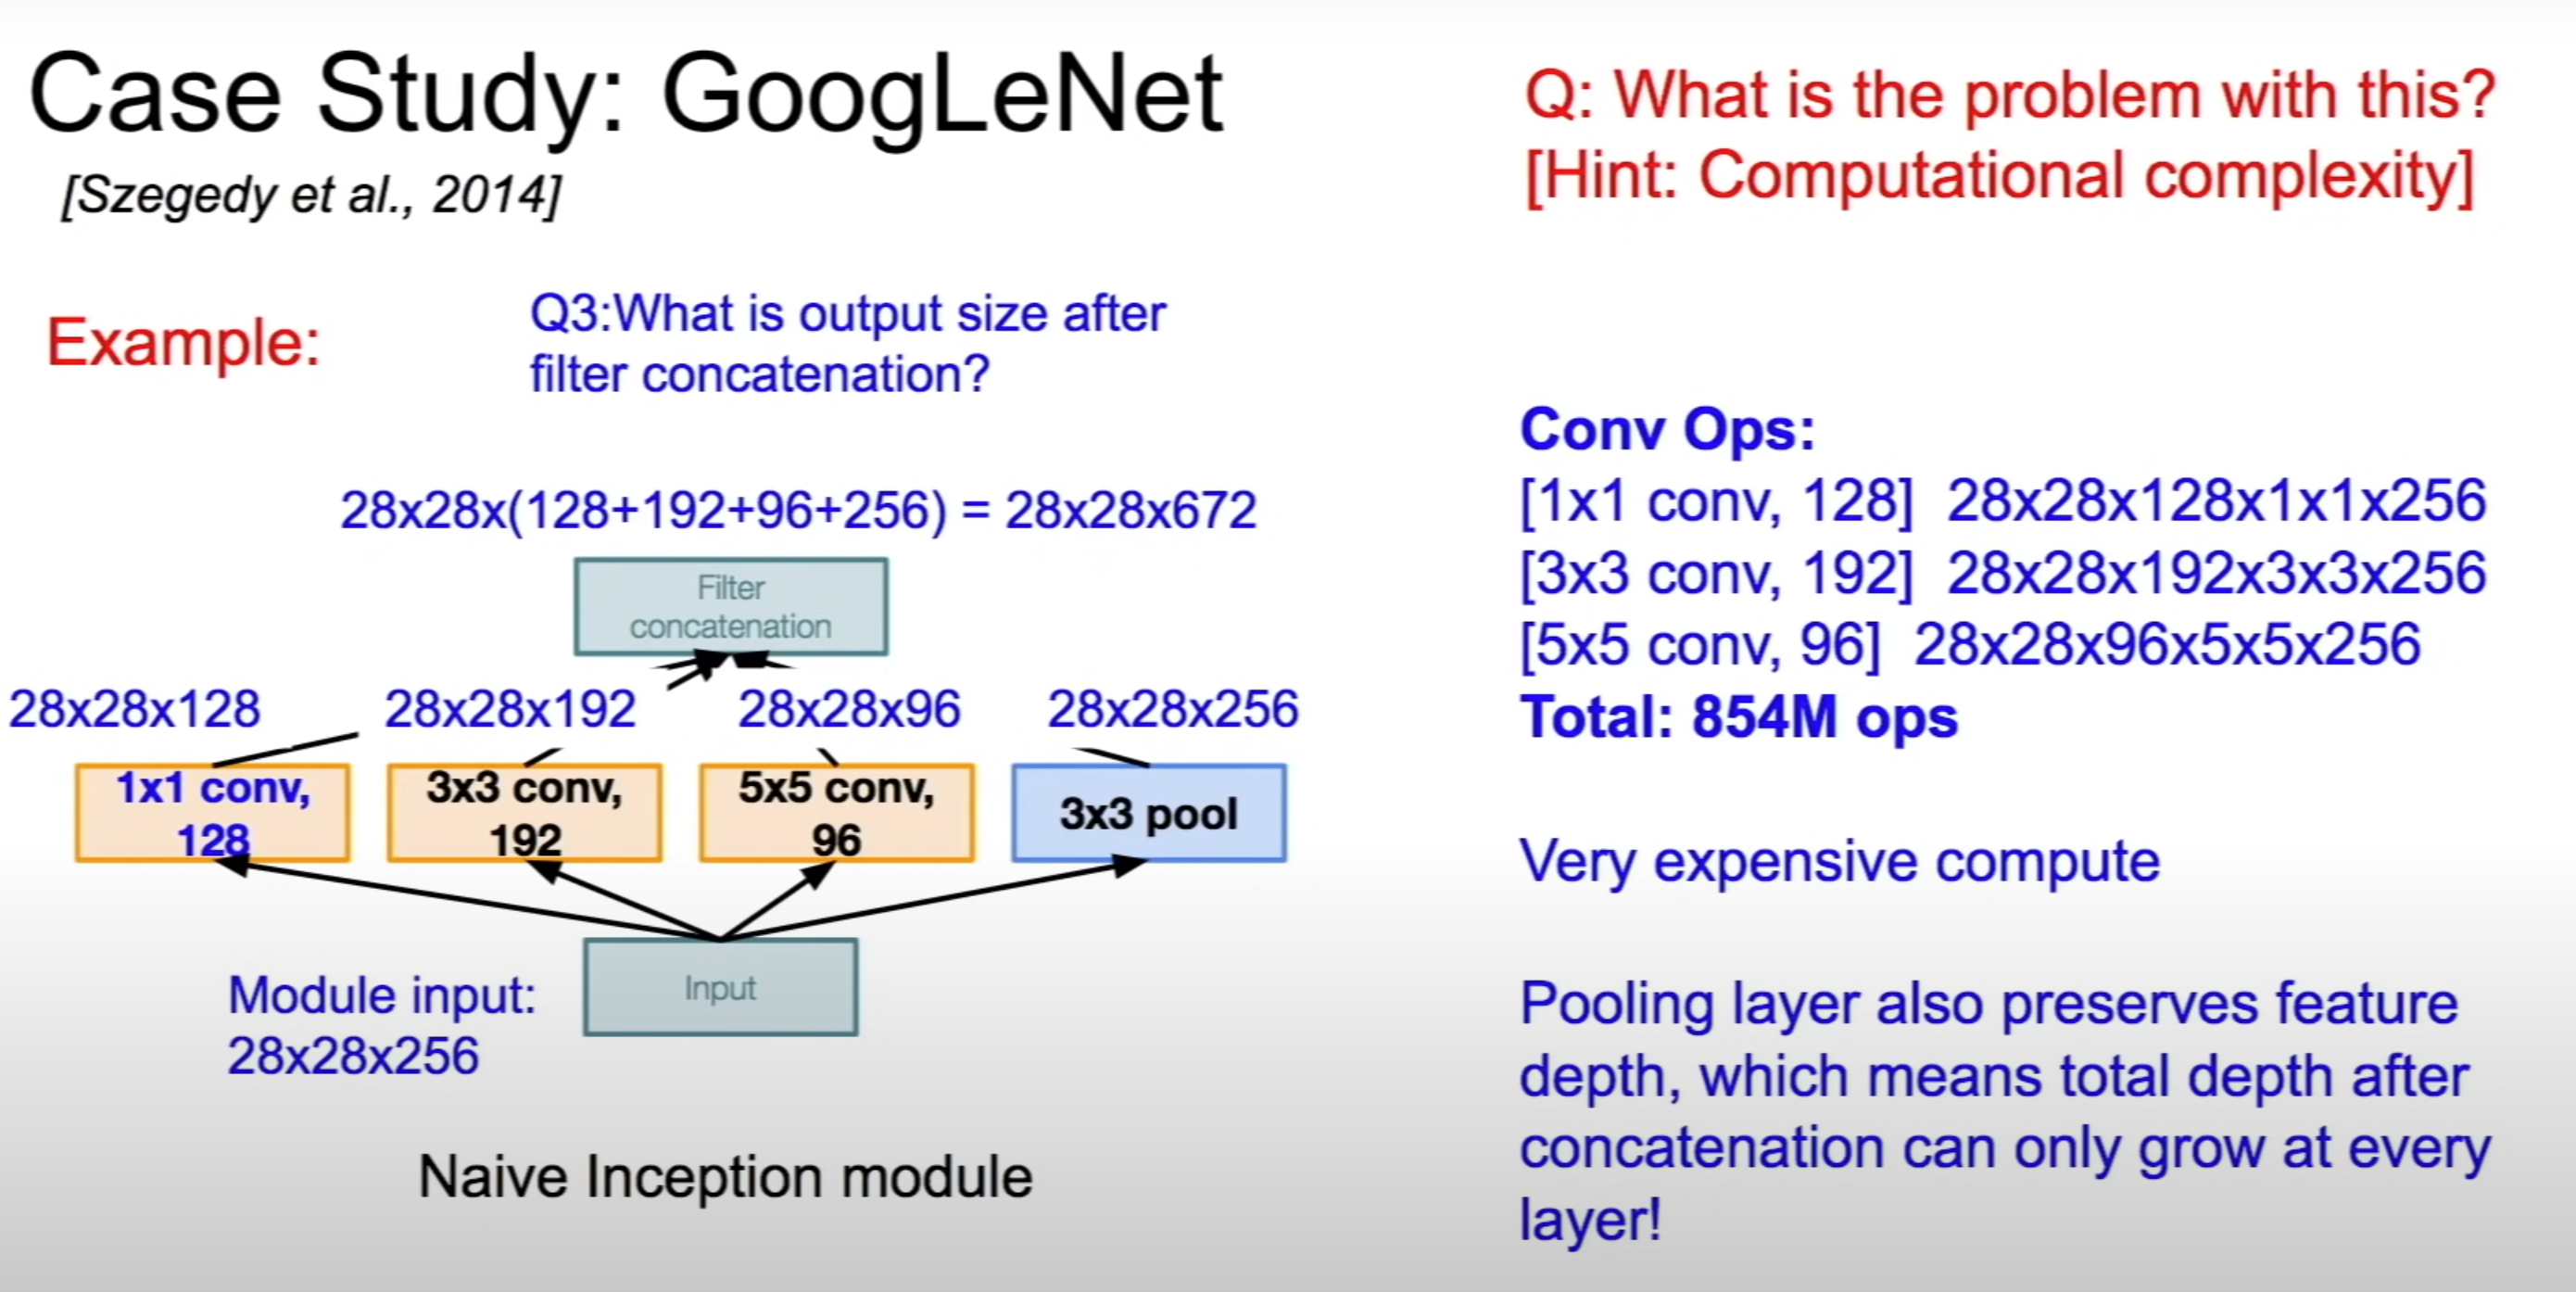 Case Study: GoogLeNet
[Szegedy et al., 2014]
Q: What is the problem with this?
[Hint: Computational complexity]
Example:
Q3:What is output size after
filter concatenation?
28x28x(128+192+96+256) = 28x28x672
Filter
concatenation
28x28x128
28x28x192
28x28x96
28x28x256
1x1 conv,
128
3x3 conv,
192
5x5 conv,
96
3x3 pool
Input
Module input:
28x28x256
Naive Inception module
Conv Ops:
[1x1 conv, 128] 28x28x128x1x1x256
[3x3 conv, 192] 28x28x192x3x3x256
[5x5 conv, 96] 28x28x96x5x5x256
Total: 854M ops
Very expensive compute
Pooling layer also preserves feature
depth, which means total depth after
concatenation can only grow at every
layer!